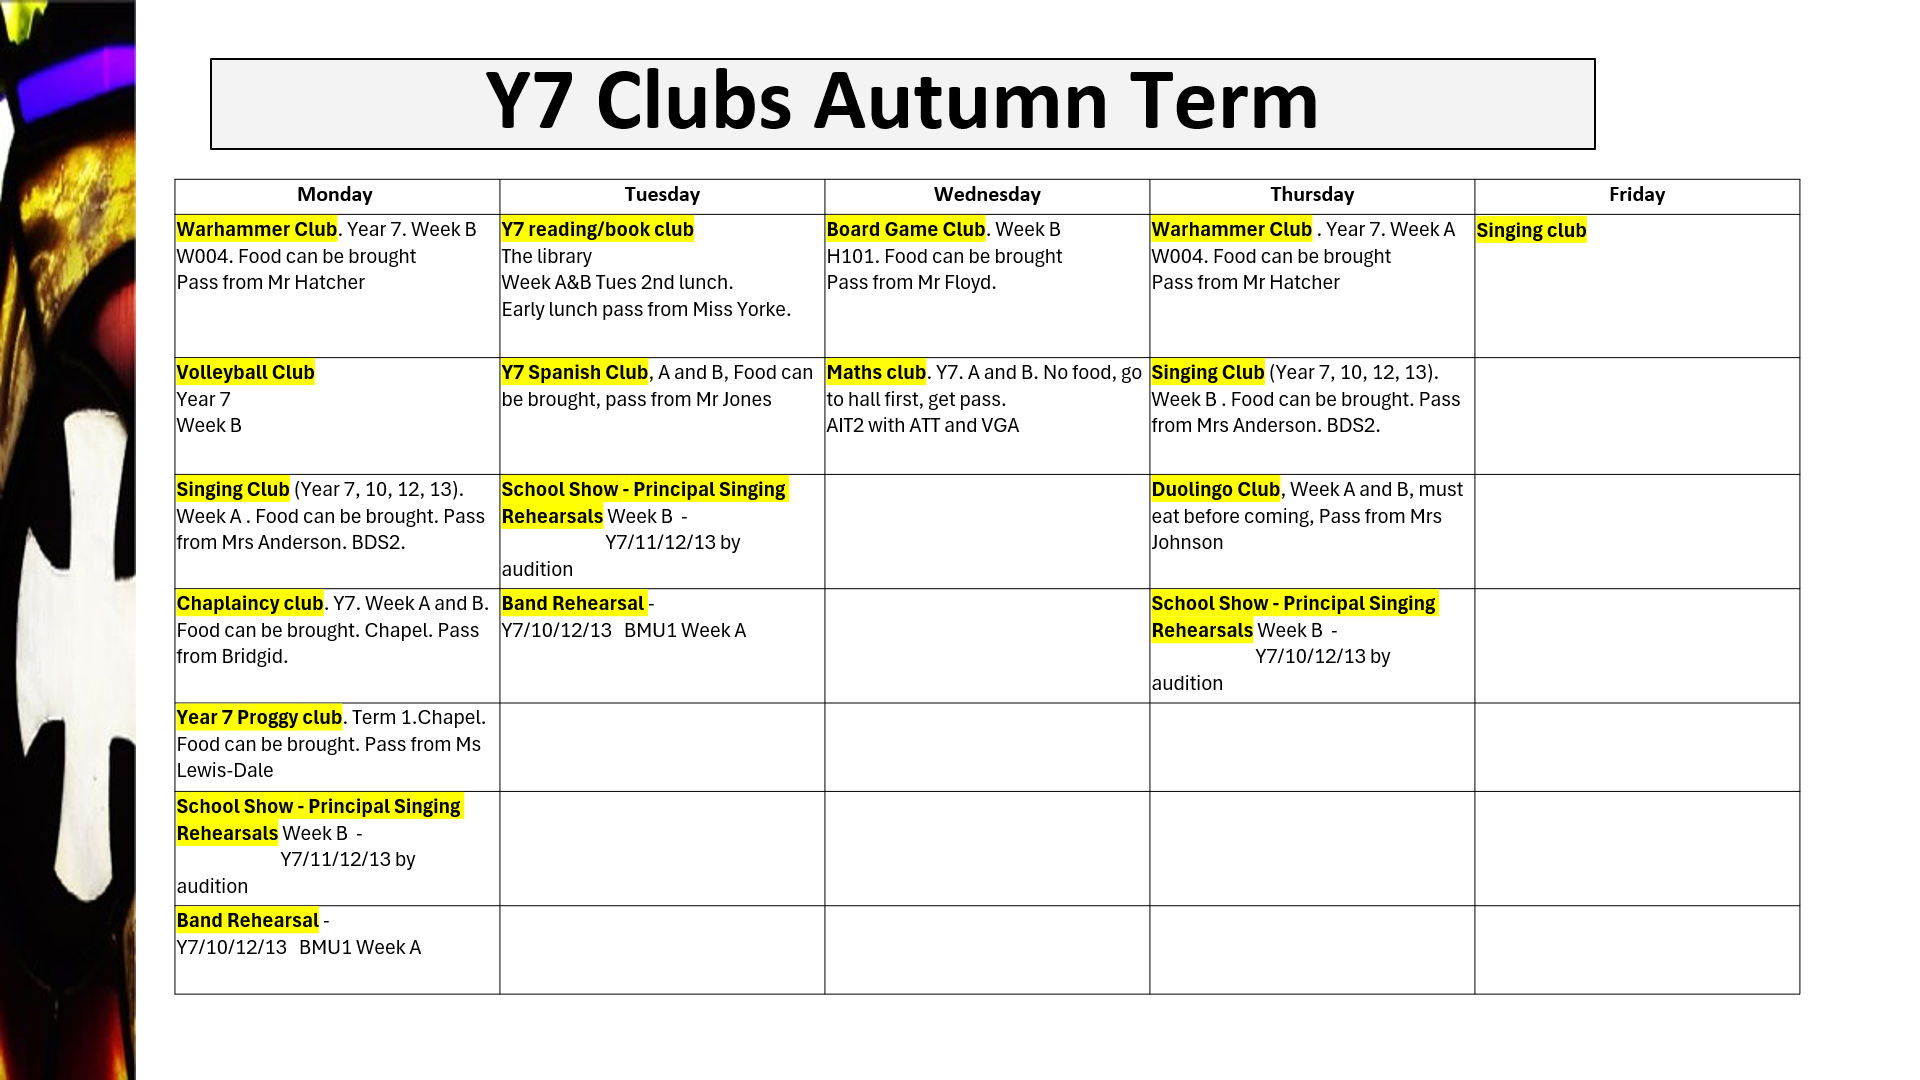 Y7 Clubs Autumn Term
Monday
Tuesday
Wednesday
Thursday
Friday
Warhammer Club. Year 7. Week B
W004. Food can be brought
Pass from Mr Hatcher
Y7 reading/book club
The library
Week A&B Tues 2nd lunch.
Early lunch pass from Miss Yorke.
Board Game Club. Week B
H101. Food can be brought
Pass from Mr Floyd.
Warhammer Club . Year 7. Week A
W004. Food can be brought
Pass from Mr Hatcher
Singing club
Volleyball Club
Year 7
Week B
Y7 Spanish Club, A and B, Food can
be brought, pass from Mr Jones
Maths club. Y7. A and B. No food, go
to hall first, get pass.
AIT2 with ATT and VGA
Singing Club (Year 7, 10, 12, 13).
Week B . Food can be brought. Pass
from Mrs Anderson. BDS2.
Singing Club (Year 7, 10, 12, 13).
Week A . Food can be brought. Pass
from Mrs Anderson. BDS2.
School Show - Principal Singing
Rehearsals Week B -
Y7/11/12/13 by
audition
Duolingo Club, Week A and B, must
eat before coming, Pass from Mrs
Johnson
Chaplaincy club. Y7. Week A and B.
Food can be brought. Chapel. Pass
from Bridgid.
Band Rehearsal -
Y7/10/12/13 BMU1 Week A
School Show - Principal Singing
Rehearsals Week B -
Y7/10/12/13 by
audition
Year 7 Proggy club. Term 1.Chapel.
Food can be brought. Pass from Ms
Lewis-Dale
School Show - Principal Singing
Rehearsals Week B -
Y7/11/12/13 by
audition
Band Rehearsal -
Y7/10/12/13 BMU1 Week A